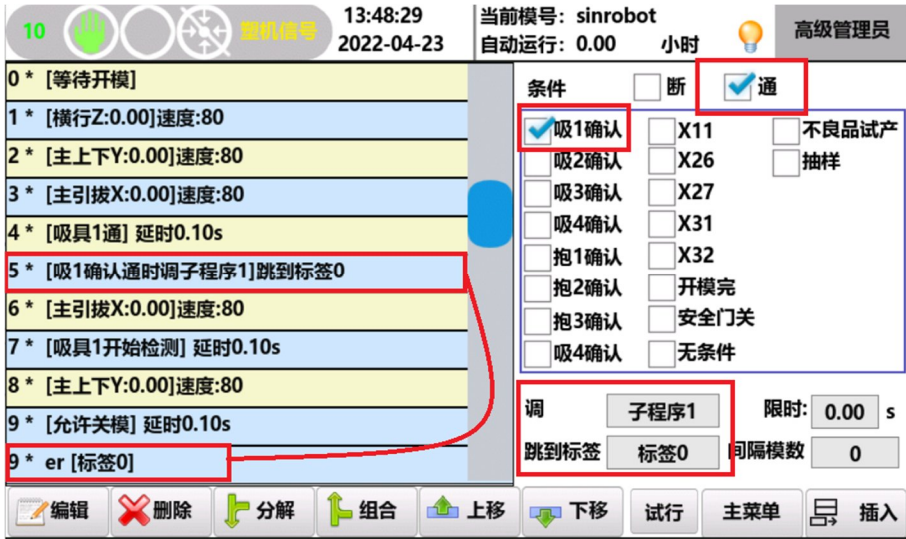 10 塑机信号 13:48:29 2022-04-23
当前模号: sinrobot
自动运行: 0.00 小时
高级管理员
0 * [等待开模]
1 * [横行Z:0.00]速度:80
2 * [主上下Y:0.00]速度:80
3 * [主引拔X:0.00]速度:80
4 * [吸具1通] 延时0.10s
5 * [吸1确认通时调子程序1]跳到标签0
6 * [主引拔X:0.00]速度:80
7 * [吸具1开始检测] 延时0.10s
8 * [主上下Y:0.00]速度:80
9 * [允许关模] 延时0.10s
9 * er [标签0]
条件 断 通
吸1确认 X11 不良品试产
吸2确认 X26 抽样
吸3确认 X27
吸4确认 X31
抱1确认 X32
抱2确认 开模完
抱3确认 安全门关
吸4确认 无条件
调 子程序1 限时: 0.00 s
跳到标签 标签0 间隔模数 0
编辑 删除 分解 组合 上移 下移 试行 主菜单 插入